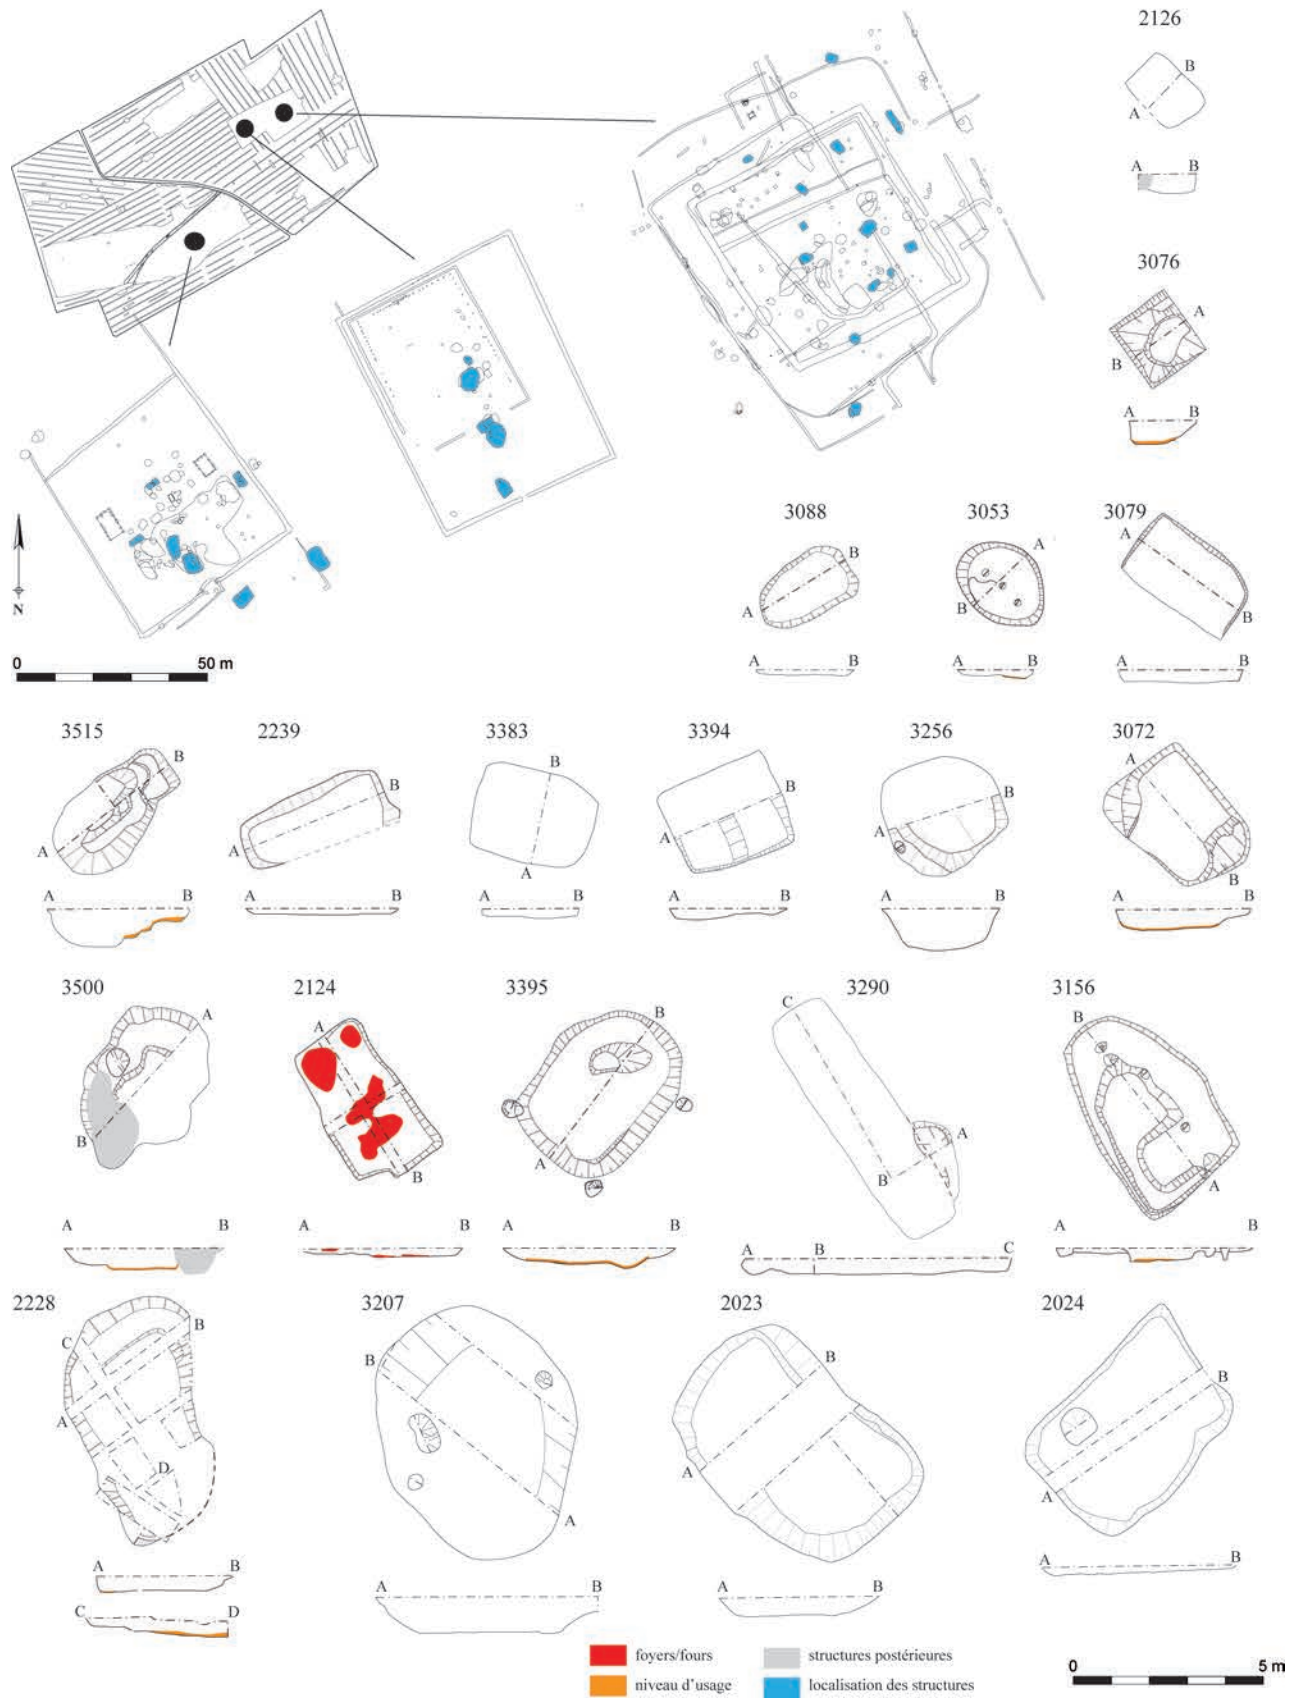 2126
A B
A B
3076
A
B
A B
N
0 50 m
3088 3053 3079
B
A
A B
A
B
A B
A
B
A B
3515 2239 3383 3394 3256 3072
B
A
A B
B
A
A B
B
A
A B
B
A
A B
B
A
A B
A
B
A B
3500 2124 3395 3290 3156
A
B
A B
A
B
A B
B
A
A B
C
A
B
A B C
B
A
A B
2228 3207 2023 2024
C B
A
D
A B
C D
B
A
A B
B
A
A B
B
A
A B
foyers/fours
niveau d’usage
structures postérieures
localisation des structures
0 5 m